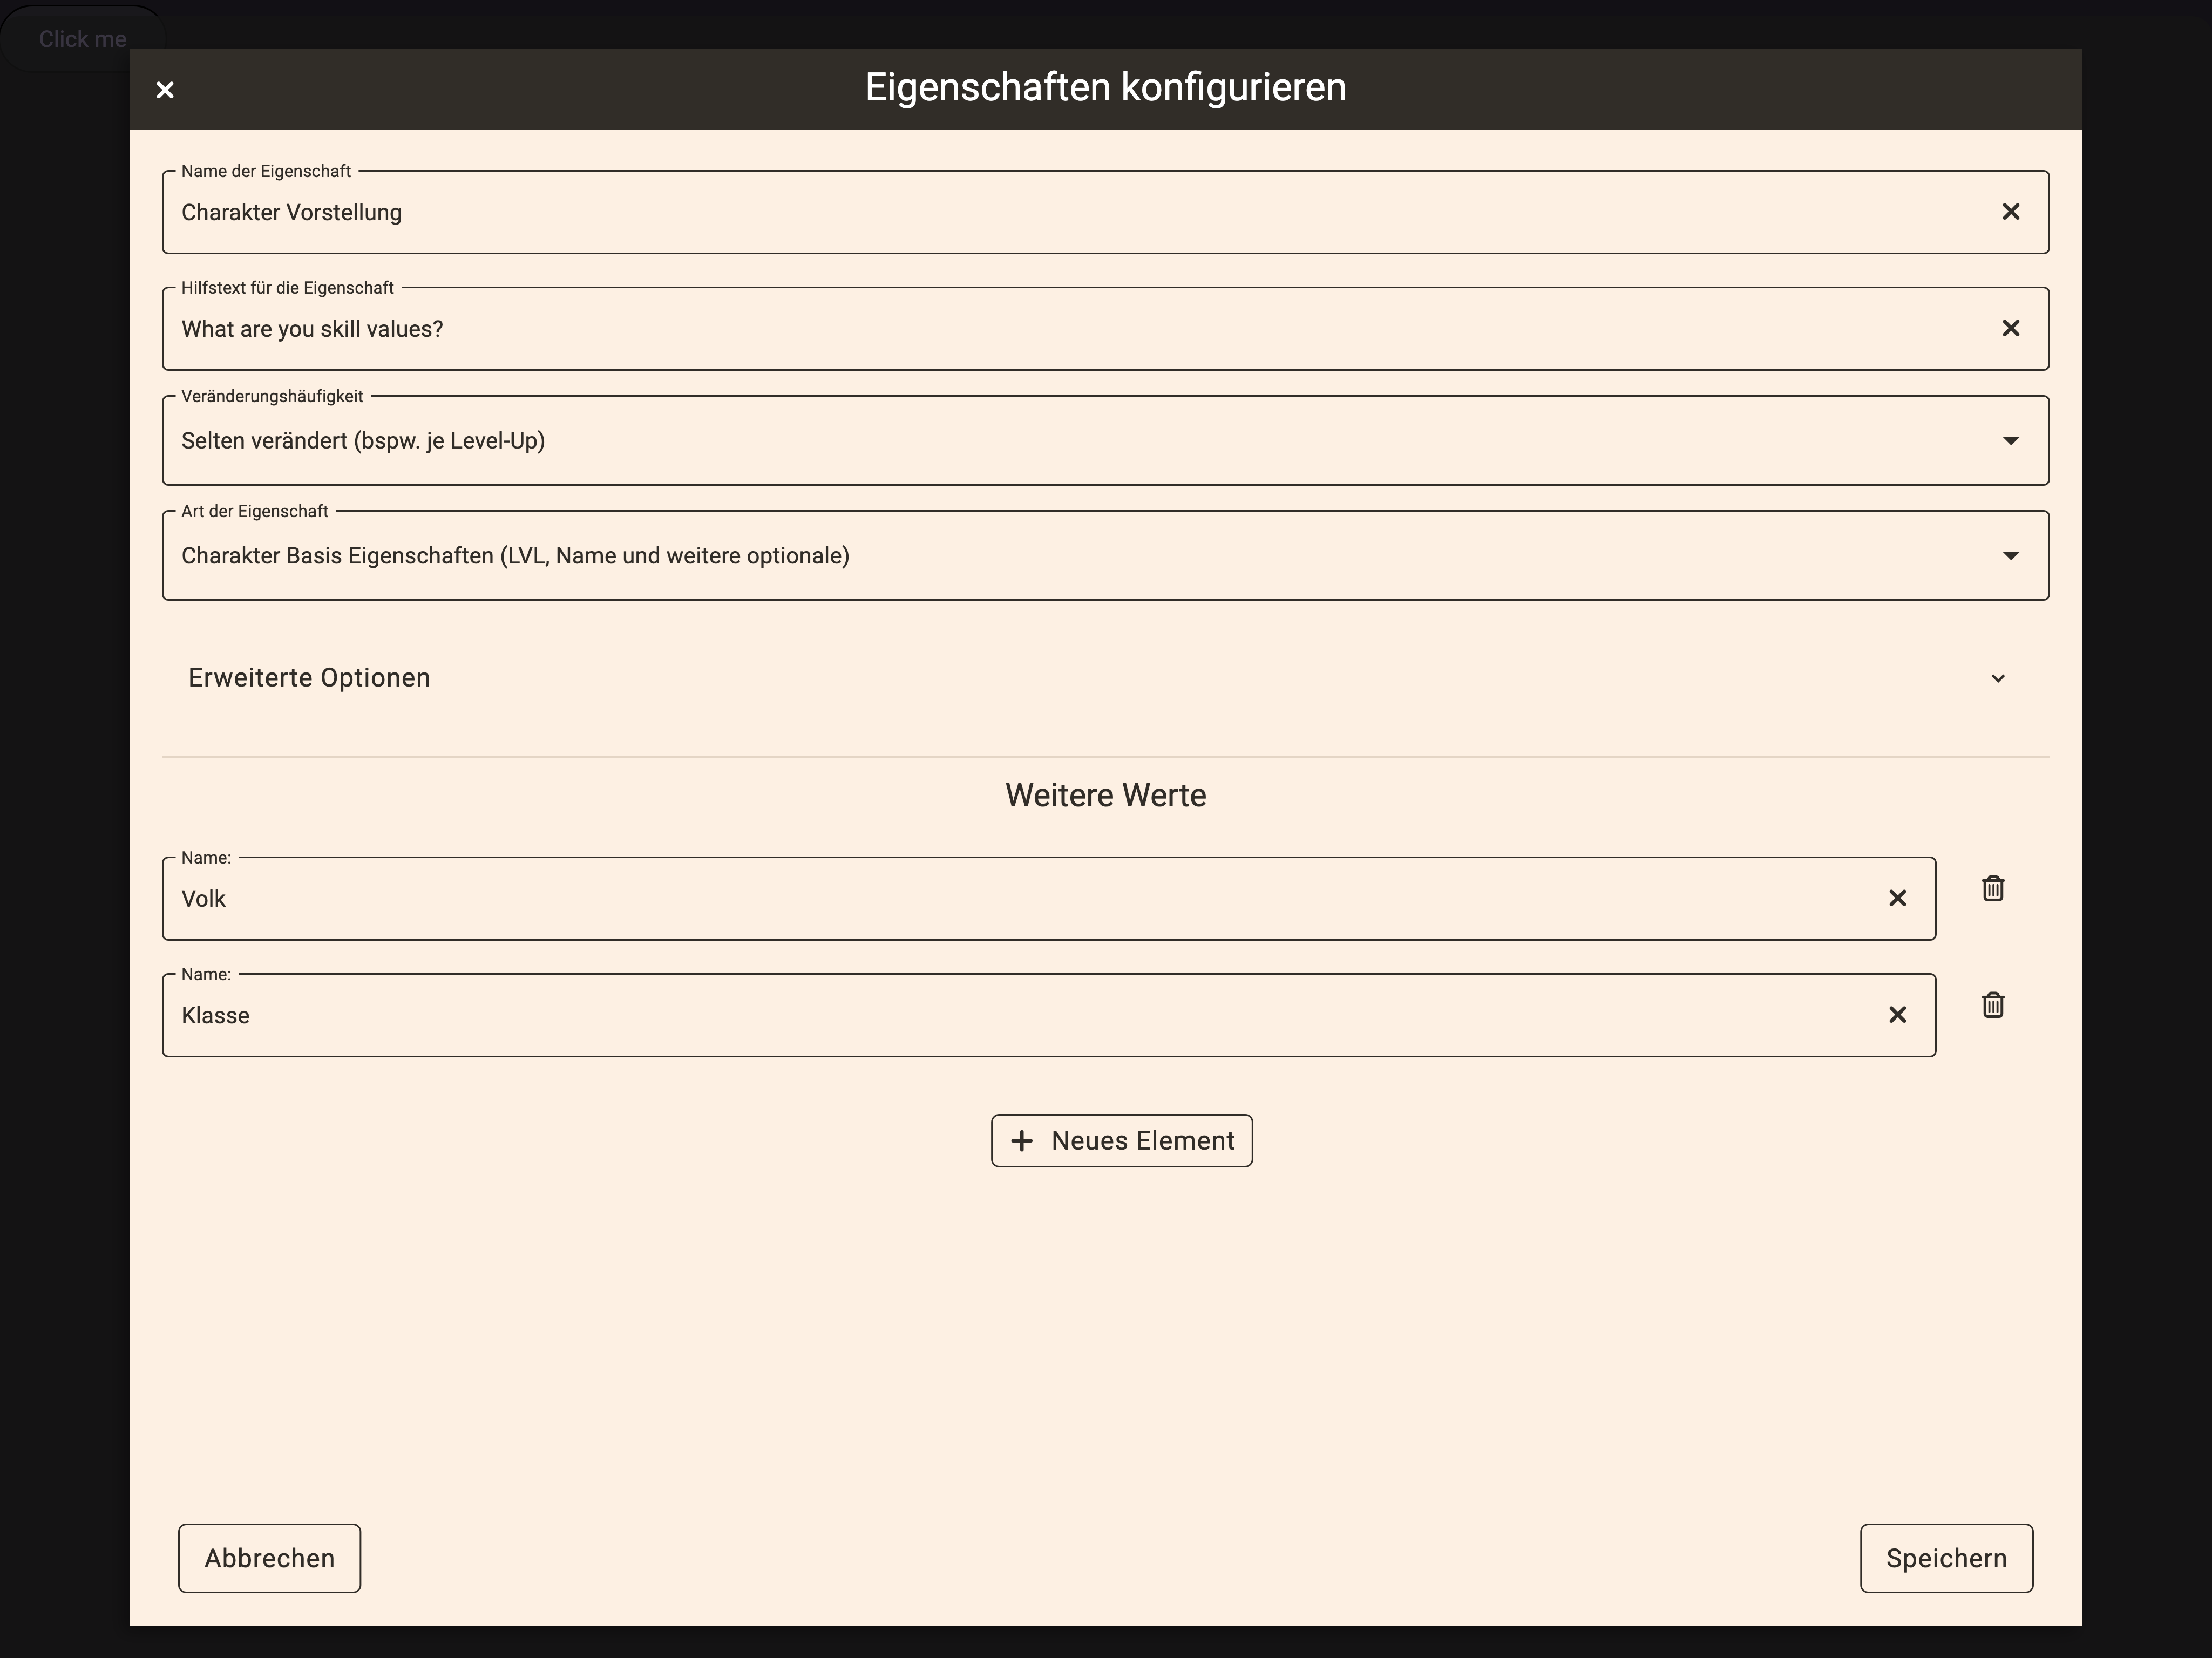 Click me
Eigenschaften konfigurieren
Name der Eigenschaft
Charakter Vorstellung
Hilfstext für die Eigenschaft
What are you skill values?
Veränderungshäufigkeit
Selten verändert (bspw. je Level-Up)
Art der Eigenschaft
Charakter Basis Eigenschaften (LVL, Name und weitere optionale)
Erweiterte Optionen
Weitere Werte
Name:
Volk
Name:
Klasse
Neues Element
Abbrechen
Speichern